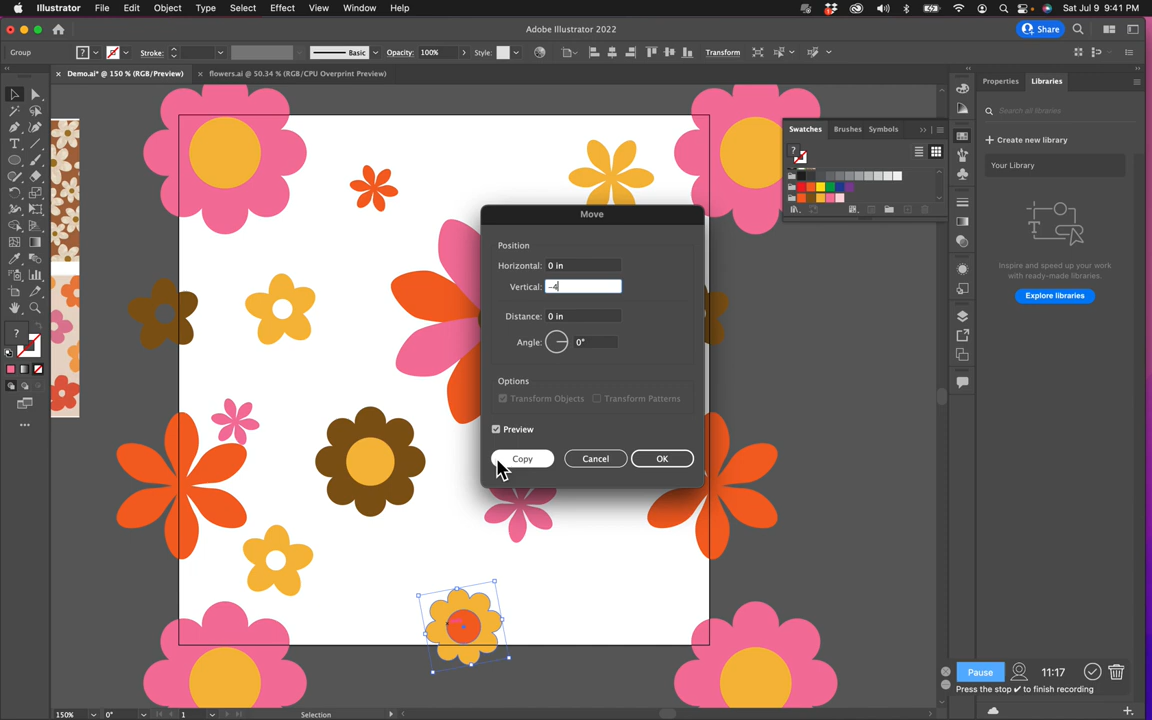 Illustrator File Edit Object Type Select Effect View Window Help Sat Jul 9 9:41 PM
Adobe Illustrator 2022 Share
Group ? Stroke: Basic Opacity: 100% Style: Transform
× Demo.ai* @ 150 % (RGB/Preview) × flowers.ai @ 50.34 % (RGB/CPU Overprint Preview)
Properties Libraries
Search all libraries
Create new library
Your Library
Inspire and speed up your work
with ready-made resources.
Explore libraries
Swatches Brushes Symbols
?
Move
Position
Horizontal: 0 in
Vertical: -4
Distance: 0 in
Angle: 0°
Options
Transform Objects Transform Patterns
Preview
Copy Cancel OK
?
Pause 11:17
Press the stop ✔ to finish recording
150% 0° 1 Selection